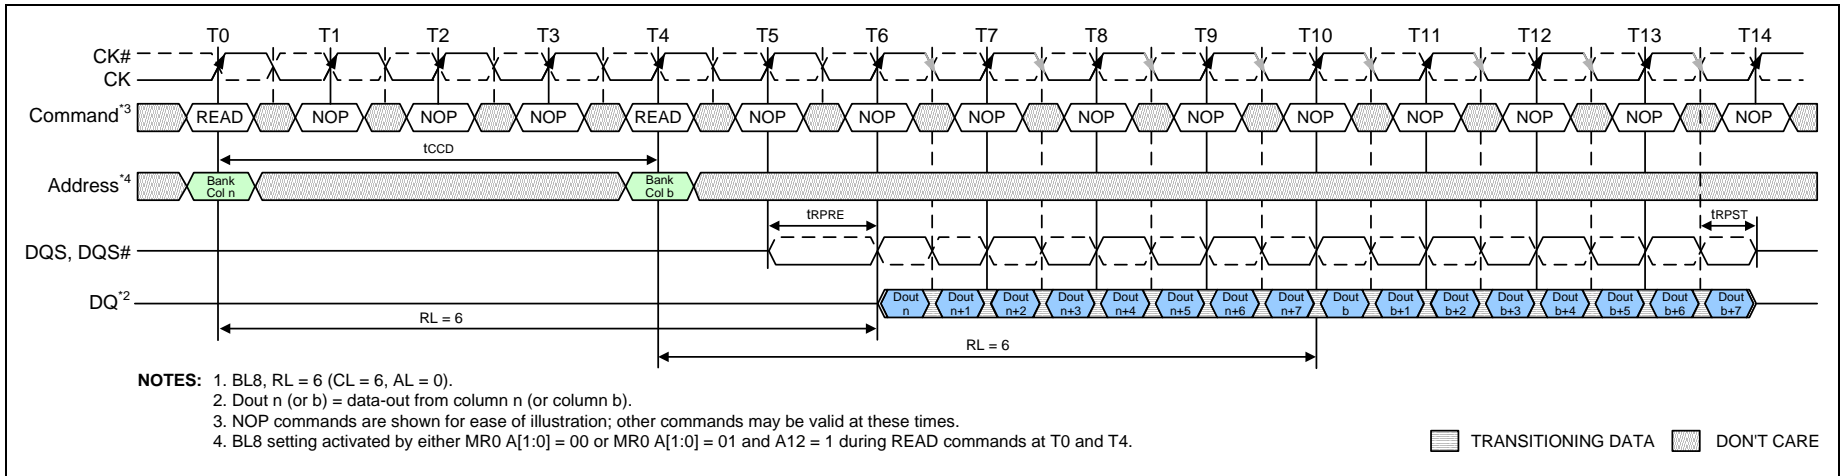 T0 T1 T2 T3 T4 T5 T6 T7 T8 T9 T10 T11 T12 T13 T14
CK#
CK
Command*3 READ NOP NOP NOP READ NOP NOP NOP NOP NOP NOP NOP NOP NOP NOP
tCCD
Address*4 Bank Col n Bank Col b
tRPRE tRPST
DQS, DQS#
DQ*2 Dout n Dout n+1 Dout n+2 Dout n+3 Dout n+4 Dout n+5 Dout n+6 Dout n+7 Dout b Dout b+1 Dout b+2 Dout b+3 Dout b+4 Dout b+5 Dout b+6 Dout b+7
RL = 6
RL = 6
NOTES: 1. BL8, RL = 6 (CL = 6, AL = 0).
2. Dout n (or b) = data-out from column n (or column b).
3. NOP commands are shown for ease of illustration; other commands may be valid at these times.
4. BL8 setting activated by either MR0 A[1:0] = 00 or MR0 A[1:0] = 01 and A12 = 1 during READ commands at T0 and T4.
TRANSITIONING DATA DON'T CARE